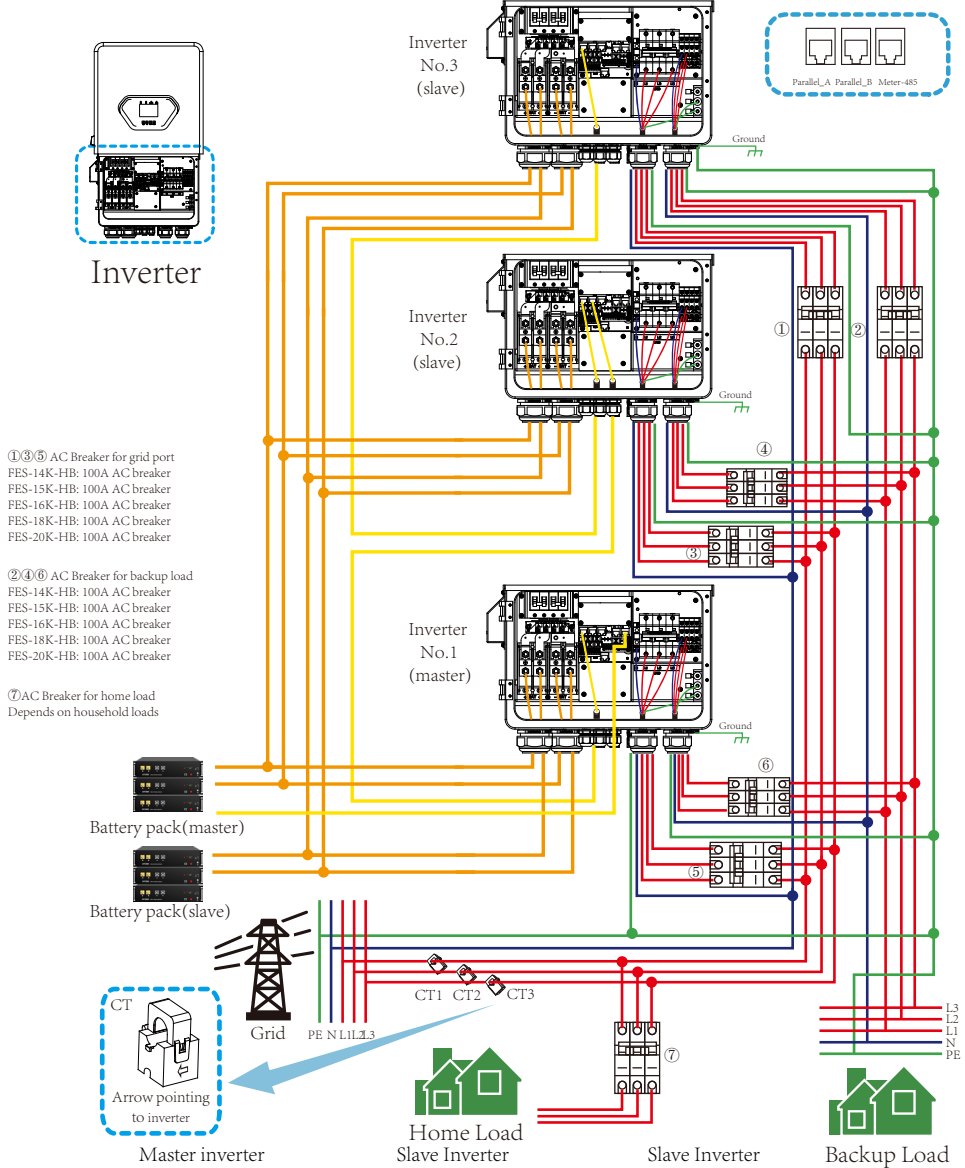 Inverter
No.3
(slave)
Parallel_A Parallel_B Meter-485
Ground
Inverter
Inverter
No.2
(slave)
①
②
Ground
④
③
①③⑤ AC Breaker for grid port
FES-14K-HB: 100A AC breaker
FES-15K-HB: 100A AC breaker
FES-16K-HB: 100A AC breaker
FES-18K-HB: 100A AC breaker
FES-20K-HB: 100A AC breaker
②④⑥ AC Breaker for backup load
FES-14K-HB: 100A AC breaker
FES-15K-HB: 100A AC breaker
FES-16K-HB: 100A AC breaker
FES-18K-HB: 100A AC breaker
FES-20K-HB: 100A AC breaker
⑦AC Breaker for home load
Depends on household loads
Inverter
No.1
(master)
Ground
⑥
⑤
Battery pack(master)
Battery pack(slave)
CT1 CT2 CT3
Grid
PE N L1 L2 L3
CT
Arrow pointing
to inverter
⑦
L3
L2
L1
N
PE
Home Load
Backup Load
Master inverter
Slave Inverter
Slave Inverter